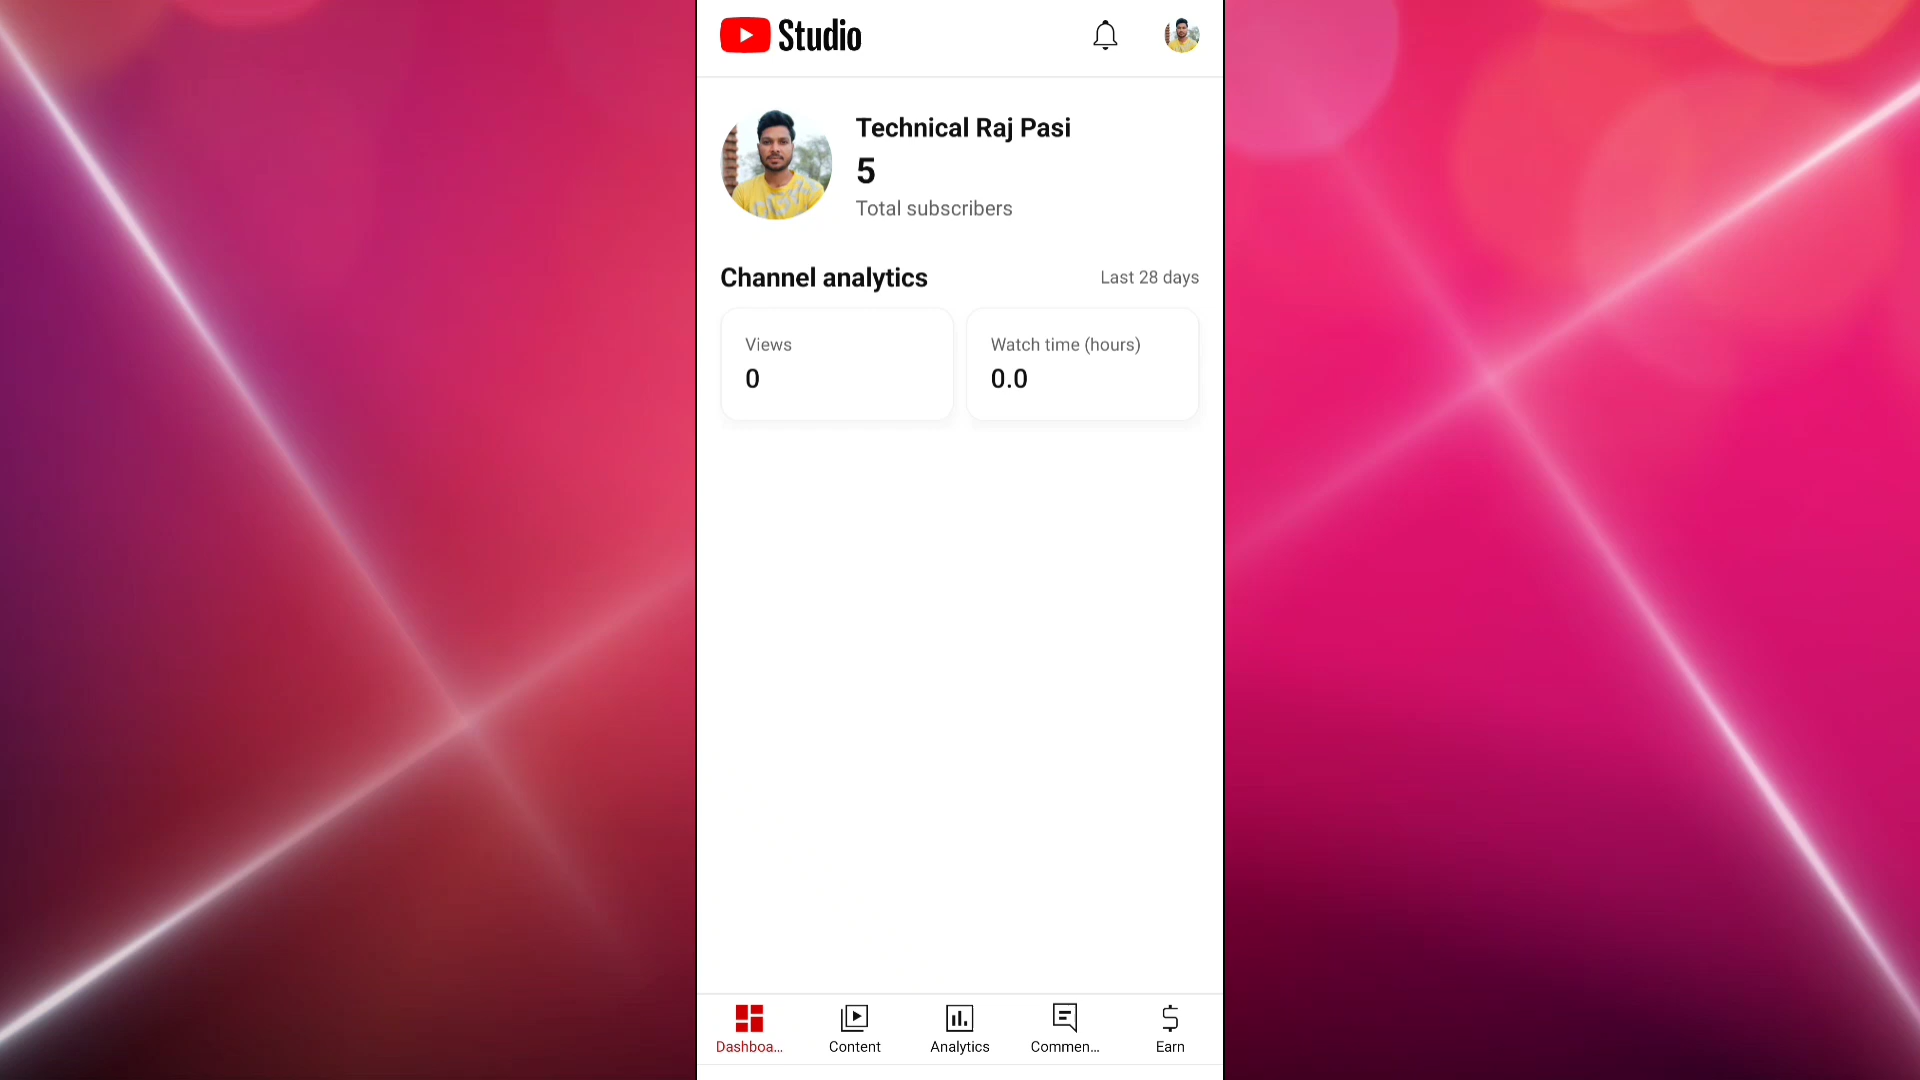 Studio
Technical Raj Pasi
5
Total subscribers
Channel analytics
Last 28 days
Views
0
Watch time (hours)
0.0
Dashboa...
Content
Analytics
Commen...
Earn